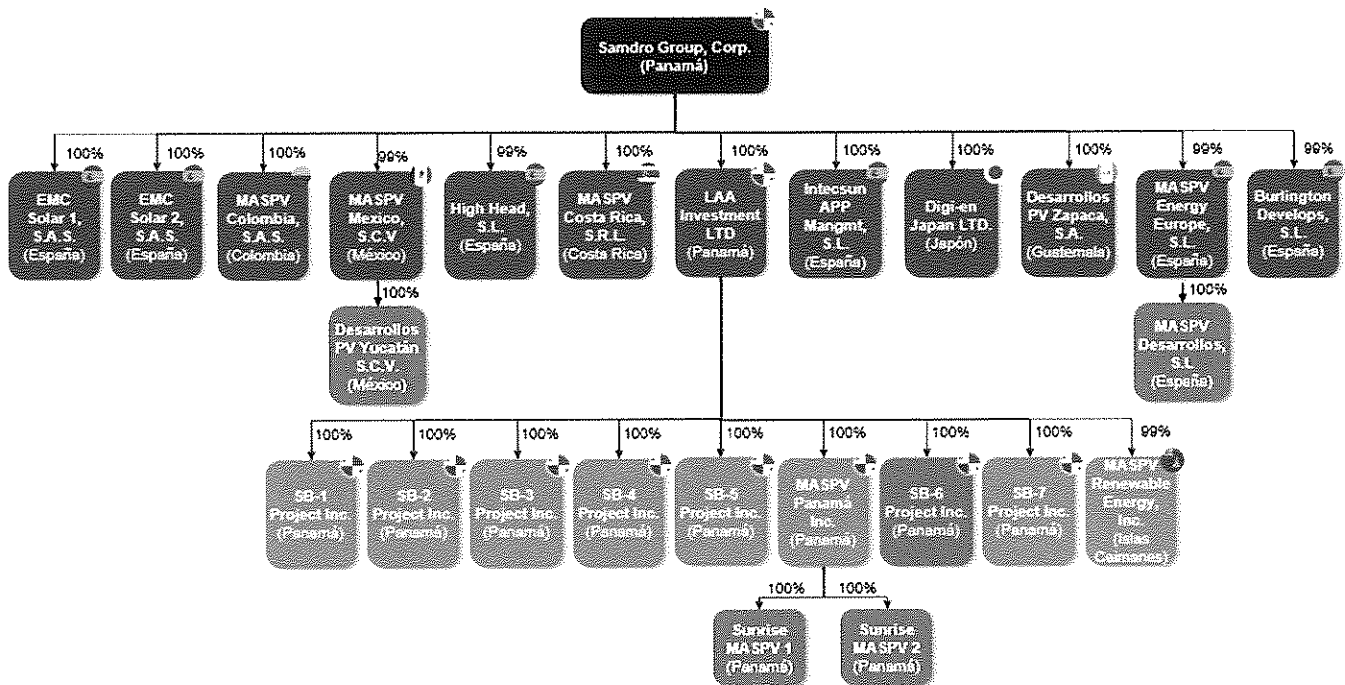 Samdro Group, Corp.
(Panamá)
100%
100%
100%
99%
99%
100%
100%
100%
100%
100%
99%
99%
EMC
Solar 1,
S.A.S.
(España)
EMC
Solar 2,
S.A.S.
(España)
MASPV
Colombia,
S.A.S.
(Colombia)
MASPV
Mexico,
S.C.V
(México)
High Head,
S.L.
(España)
MASPV
Costa Rica,
S.R.L.
(Costa Rica)
LAA
Investment
LTD
(Panamá)
Intecsun
APP
Mangmt,
S.L.
(España)
Digi-en
Japan LTD.
(Japón)
Desarrollos
PV Zapaca,
S.A.
(Guatemala)
MASPV
Energy
Europe,
S.L.
(España)
Burlington
Develops,
S.L.
(España)
100%
100%
Desarrollos
PV Yucatán
S.C.V.
(México)
MASPV
Desarrollos,
S.L
(España)
100%
100%
100%
100%
100%
100%
100%
100%
99%
SB-1
Project Inc.
(Panamá)
SB-2
Project Inc.
(Panamá)
SB-3
Project Inc.
(Panamá)
SB-4
Project Inc.
(Panamá)
SB-5
Project Inc.
(Panamá)
MASPV
Panamá
Inc.
(Panamá)
SB-6
Project Inc.
(Panamá)
SB-7
Project Inc.
(Panamá)
MASPV
Renewable
Energy,
Inc.
(Islas
Caimanes)
100%
100%
Sunrise
MASPV 1
(Panamá)
Sunrise
MASPV 2
(Panamá)